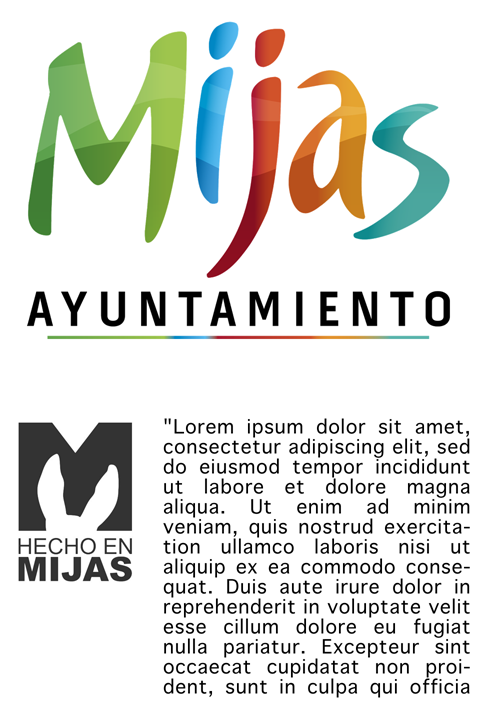 Mijas
AYUNTAMIENTO
HECHO EN
MIJAS
"Lorem ipsum dolor sit amet,
consectetur adipiscing elit, sed
do eiusmod tempor incididunt
ut labore et dolore magna
aliqua. Ut enim ad minim
veniam, quis nostrud exercita-
tion ullamco laboris nisi ut
aliquip ex ea commodo conse-
quat. Duis aute irure dolor in
reprehenderit in voluptate velit
esse cillum dolore eu fugiat
nulla pariatur. Excepteur sint
occaecat cupidatat non proi-
dent, sunt in culpa qui officia